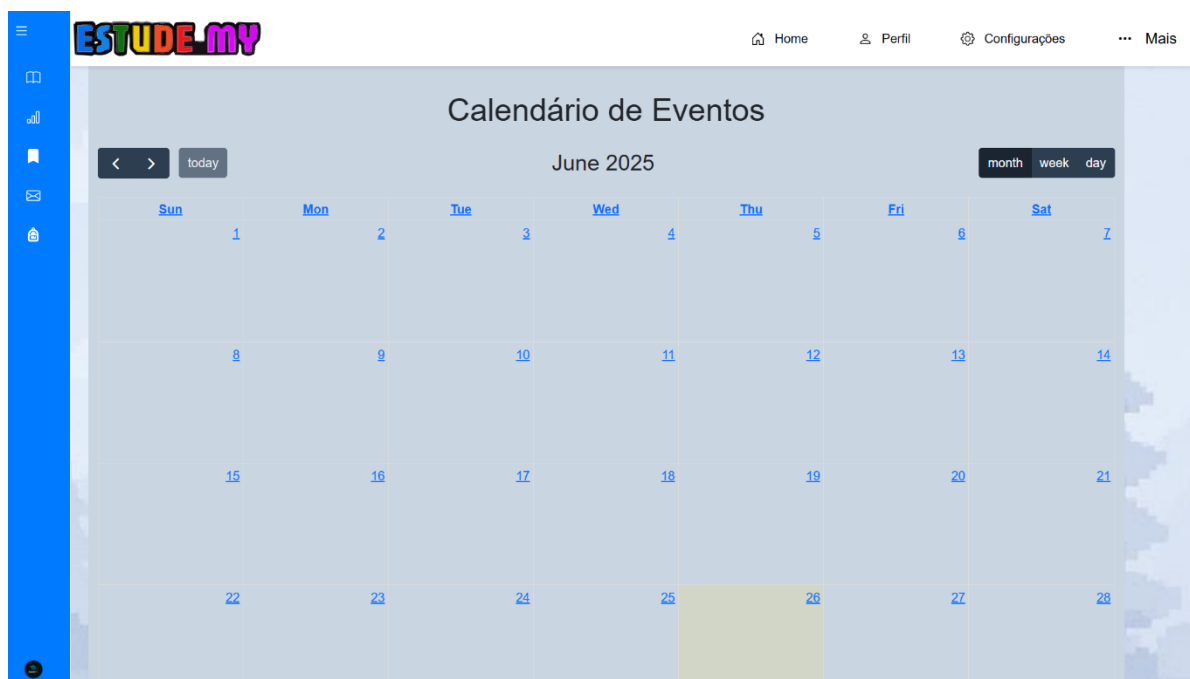 ESTUDE.MY Home Perfil Configurações ••• Mais
Calendário de Eventos
today June 2025 month week day
Sun Mon Tue Wed Thu Fri Sat
1 2 3 4 5 6 7
8 9 10 11 12 13 14
15 16 17 18 19 20 21
22 23 24 25 26 27 28